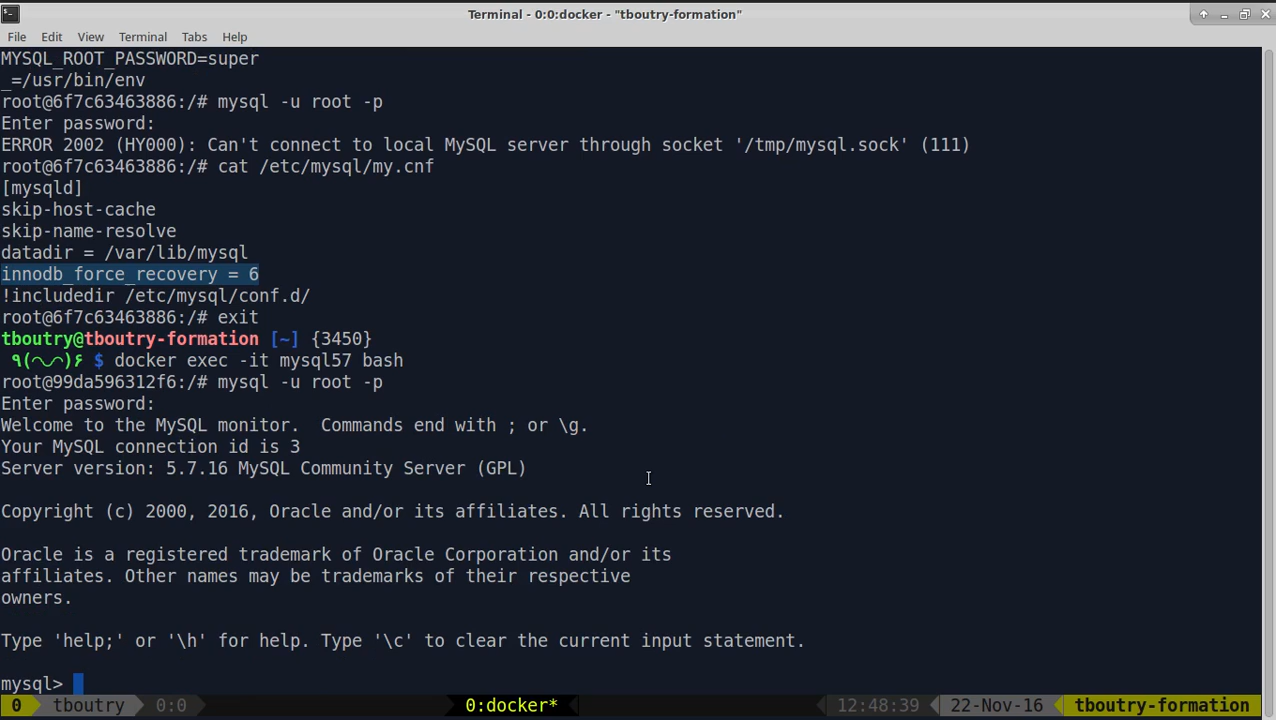 Terminal - 0:0:docker - "tboutry-formation"
File Edit View Terminal Tabs Help
MYSQL_ROOT_PASSWORD=super
_=/usr/bin/env
root@6f7c63463886:/# mysql -u root -p
Enter password:
ERROR 2002 (HY000): Can't connect to local MySQL server through socket '/tmp/mysql.sock' (111)
root@6f7c63463886:/# cat /etc/mysql/my.cnf
[mysqld]
skip-host-cache
skip-name-resolve
datadir = /var/lib/mysql
innodb_force_recovery = 6
!includedir /etc/mysql/conf.d/
root@6f7c63463886:/# exit
tboutry@tboutry-formation [~] {3450}
٩(◠◡◠)۶ $ docker exec -it mysql57 bash
root@99da596312f6:/# mysql -u root -p
Enter password:
Welcome to the MySQL monitor.  Commands end with ; or \g.
Your MySQL connection id is 3
Server version: 5.7.16 MySQL Community Server (GPL)
Copyright (c) 2000, 2016, Oracle and/or its affiliates. All rights reserved.
Oracle is a registered trademark of Oracle Corporation and/or its
affiliates. Other names may be trademarks of their respective
owners.
Type 'help;' or '\h' for help. Type '\c' to clear the current input statement.
mysql>
0 tboutry 0:0 0:docker* 12:48:39 22-Nov-16 tboutry-formation